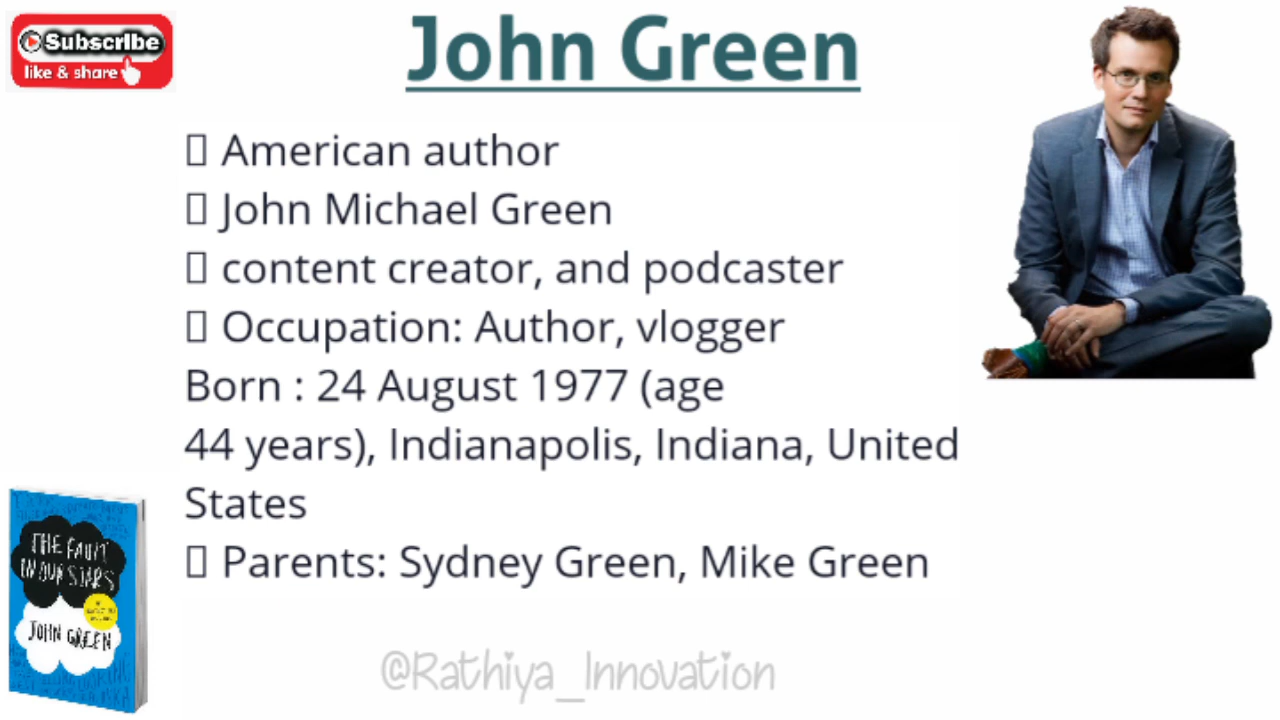 Subscribe
like & share
John Green
▯ American author
▯ John Michael Green
▯ content creator, and podcaster
▯ Occupation: Author, vlogger
Born : 24 August 1977 (age
44 years), Indianapolis, Indiana, United
States
▯ Parents: Sydney Green, Mike Green
THE FAULT
IN OUR STARS
JOHN GREEN
@Rathiya_Innovation